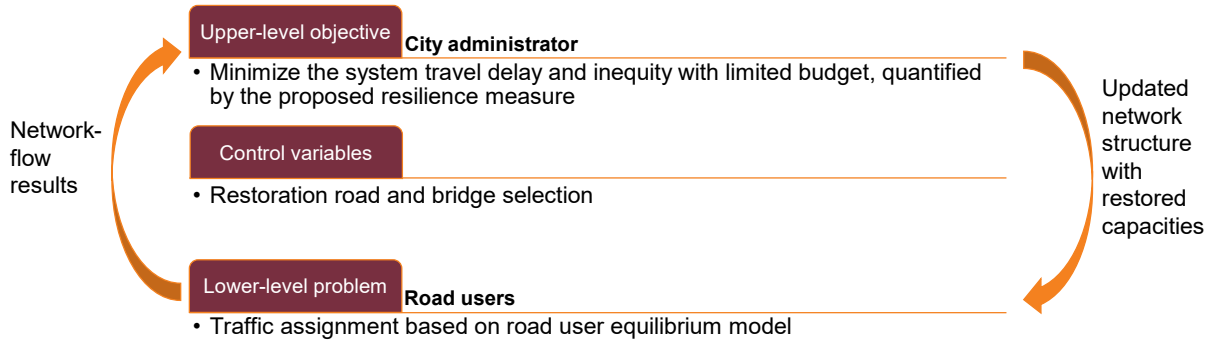 Upper-level objective
City administrator
• Minimize the system travel delay and inequity with limited budget, quantified
by the proposed resilience measure
Network-
flow
results
Updated
network
structure
with
restored
capacities
Control variables
• Restoration road and bridge selection
Lower-level problem
Road users
• Traffic assignment based on road user equilibrium model